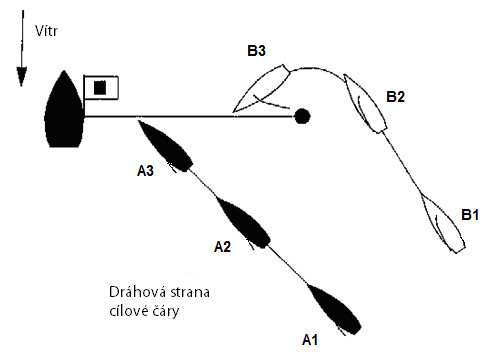 Vítr
B3
B2
A3
B1
A2
Dráhová strana
cílové čáry
A1